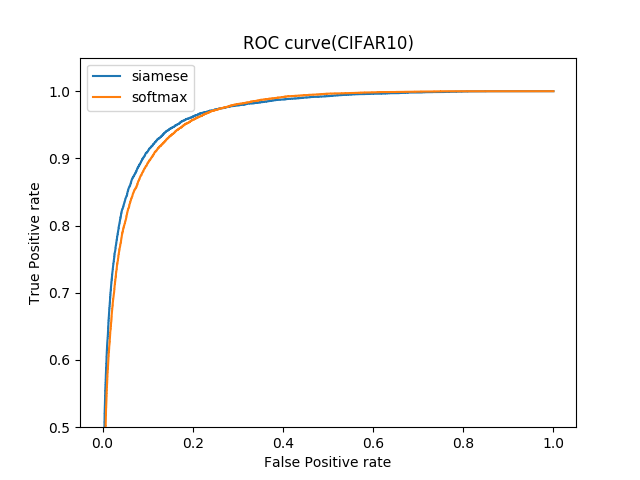 ROC curve(CIFAR10)
siamese
softmax
1.0
0.9
0.8
0.7
0.6
0.5
True Positive rate
0.0 0.2 0.4 0.6 0.8 1.0
False Positive rate